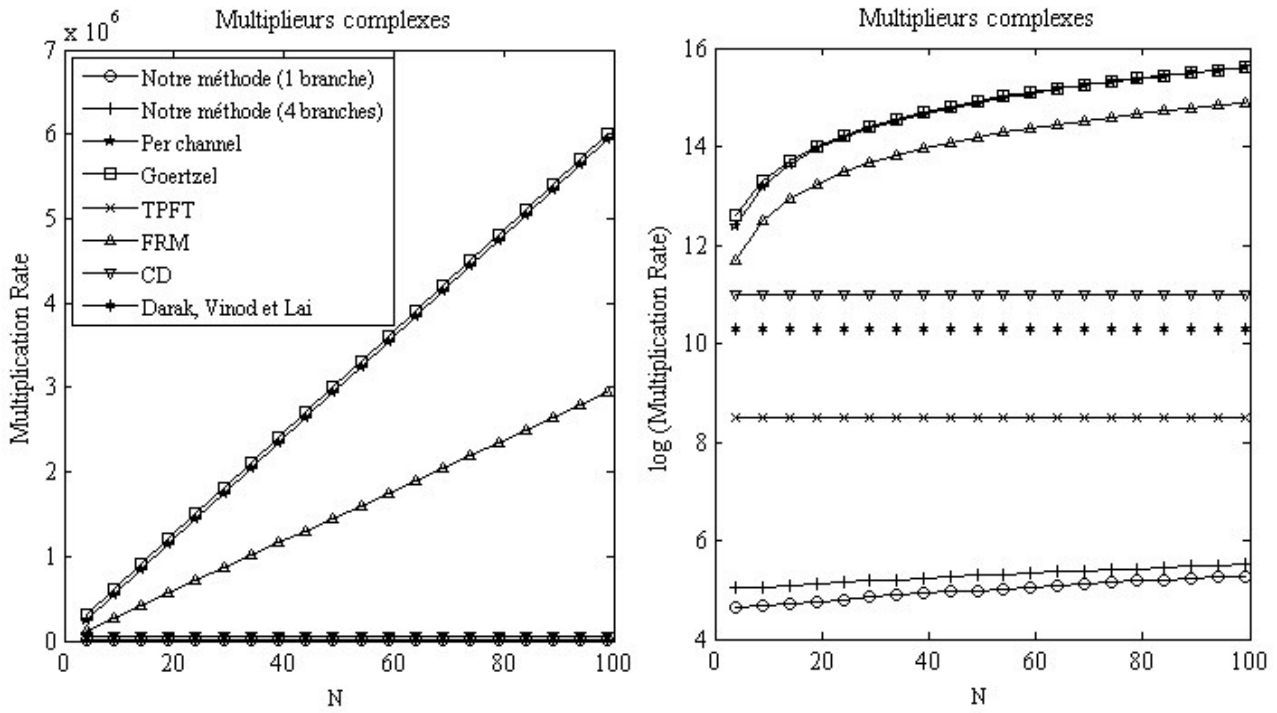 Multiplieurs complexes
x 10^6
7
6
5
4
3
2
1
0
Multiplication Rate
Notre méthode (1 branche)
Notre méthode (4 branches)
Per channel
Goertzel
TPFT
FRM
CD
Darak, Vinod et Lai
0 20 40 60 80 100
N
Multiplieurs complexes
16
14
12
10
8
6
4
log (Multiplication Rate)
0 20 40 60 80 100
N